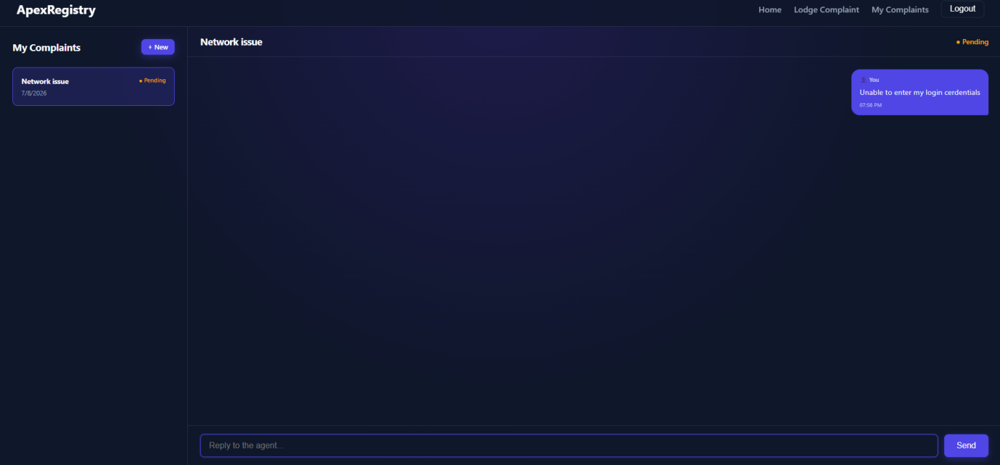 ApexRegistry
Home Lodge Complaint My Complaints Logout
My Complaints
+ New
Network issue
Pending
7/8/2026
Network issue
Pending
You
Unable to enter my login cerdentials
07:56 PM
Reply to the agent...
Send